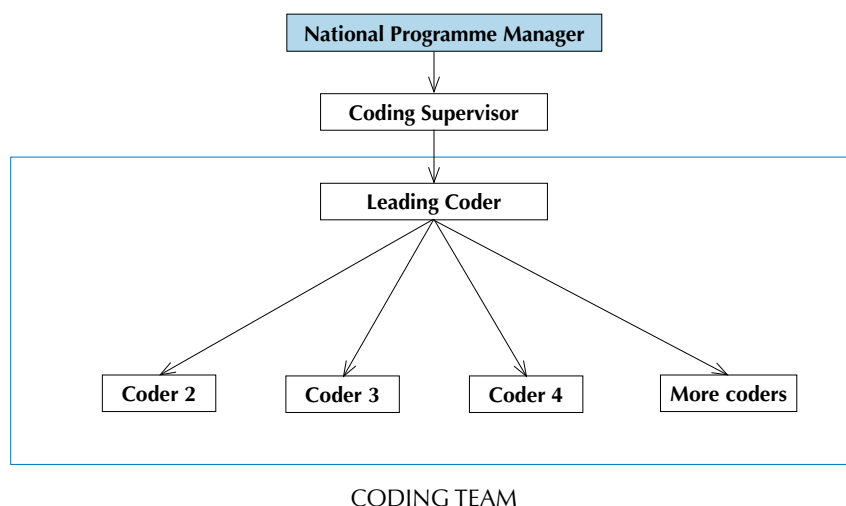 National Programme Manager
Coding Supervisor
Leading Coder
Coder 2
Coder 3
Coder 4
More coders
CODING TEAM